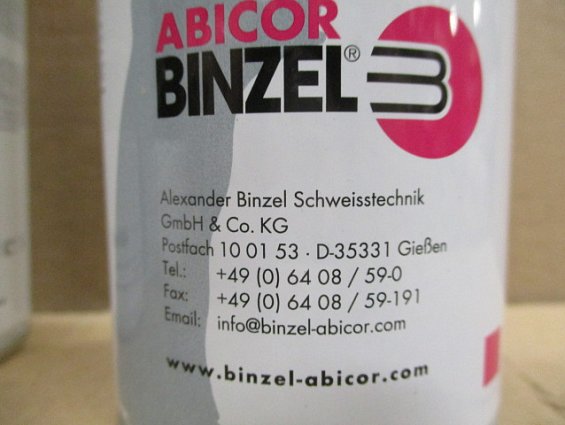 ABICOR
BINZEL®
Alexander Binzel Schweisstechnik
GmbH & Co. KG
Postfach 10 01 53 · D-35331 Gießen
Tel.: +49 (0) 64 08 / 59-0
Fax: +49 (0) 64 08 / 59-191
Email: info@binzel-abicor.com
www.binzel-abicor.com